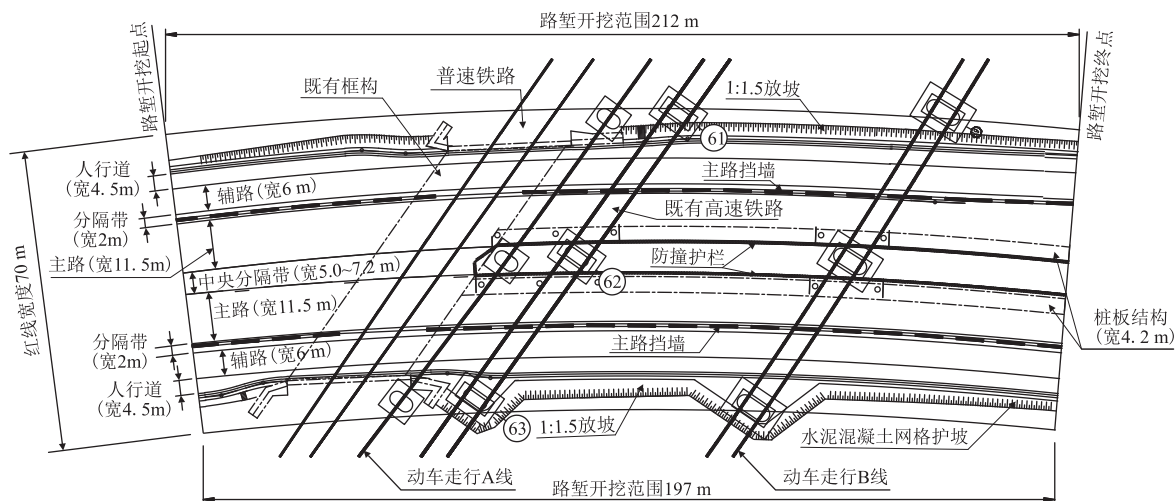 路堑开挖范围212 m
路堑开挖起点
路堑开挖终点
普速铁路
既有框构
1:1.5放坡
61
人行道
(宽4.5m)
辅路(宽6 m)
主路挡墙
分隔带
(宽2m)
既有高速铁路
主路(宽11.5m)
红线宽度70 m
中央分隔带(宽5.0~7.2 m)
防撞护栏
62
主路(宽11.5 m)
桩板结构
(宽4.2 m)
分隔带
(宽2m)
辅路(宽6 m)
主路挡墙
人行道
(宽4.5m)
63
1:1.5放坡
水泥混凝土网格护坡
动车走行A线
动车走行B线
路堑开挖范围197 m